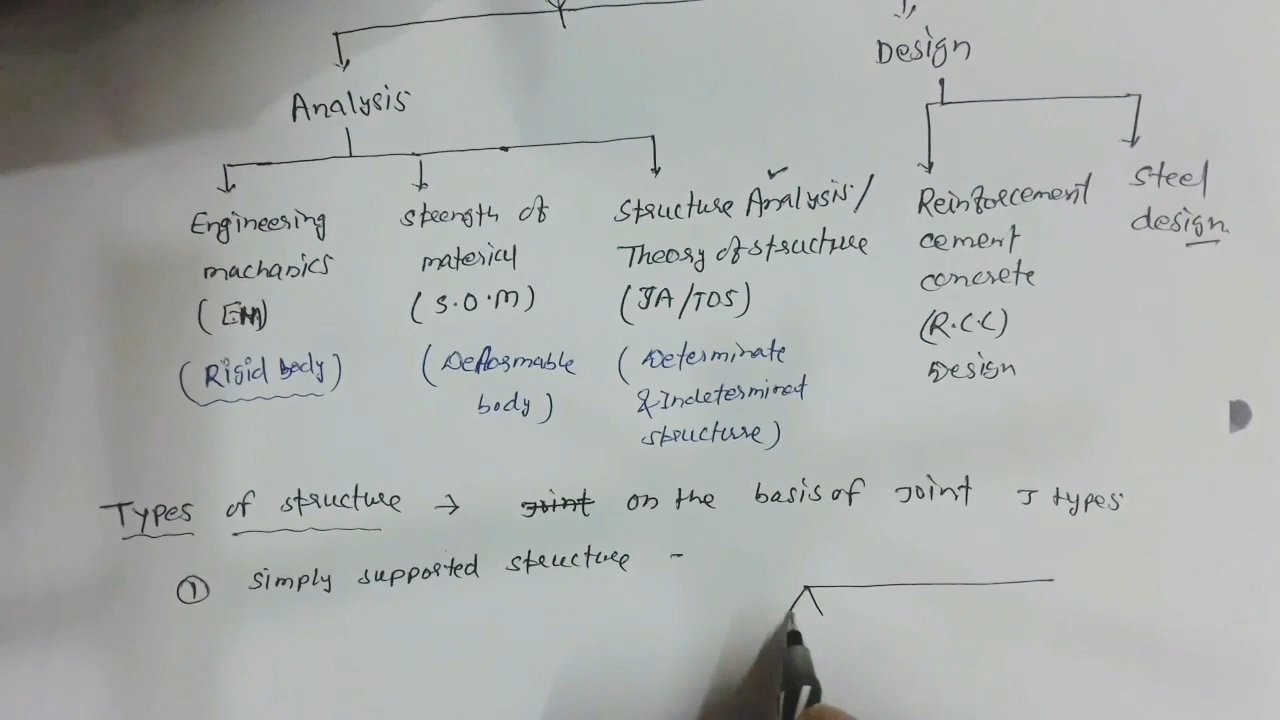 Design
Analysis
Engineering
machanics
(EM)
(Rigid body)
strength of
material
(S.O.M)
(Deformable
body)
Structure Analysis/
Theory of structure
(SA/TOS)
(Determinate
&Indeterminat
structure)
Reinforcement
cement
concrete
(R.C.C)
Design
Steel
design
Types of structure → Joint on the basis of Joint 3 types
① simply supported structure -